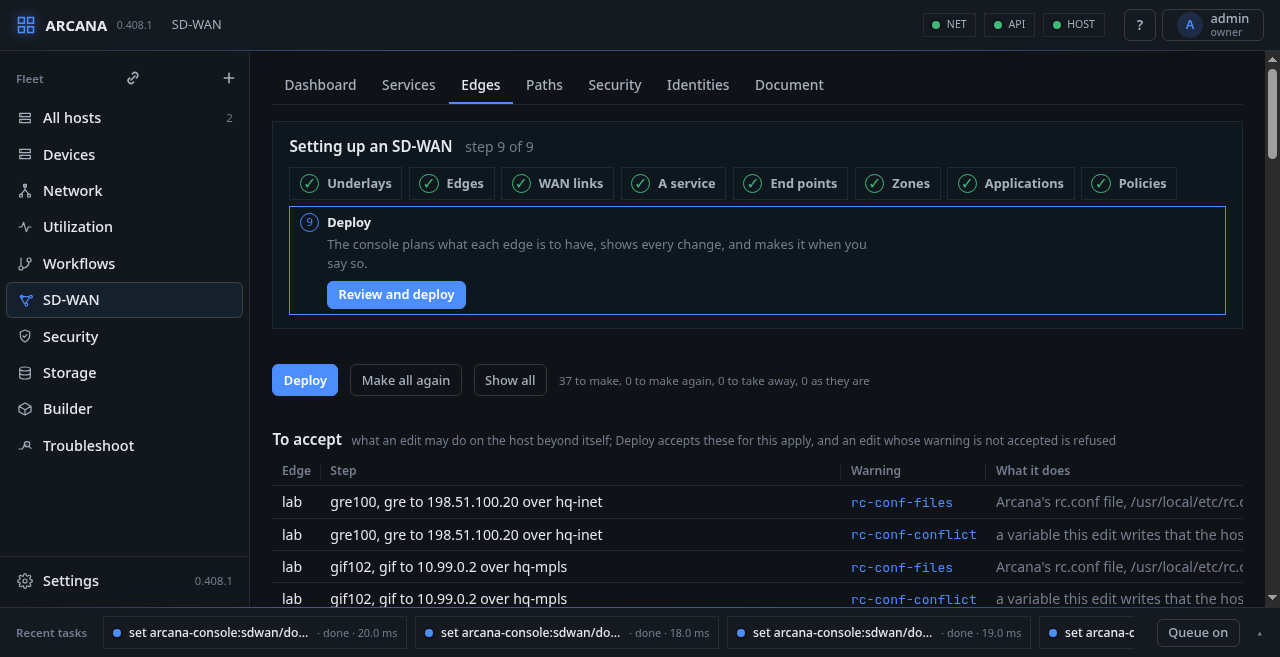 ARCANA 0.408.1 SD-WAN NET API HOST ? A admin
owner
Fleet
All hosts 2
Devices
Network
Utilization
Workflows
SD-WAN
Security
Storage
Builder
Troubleshoot
Settings 0.408.1
Dashboard Services Edges Paths Security Identities Document
Setting up an SD-WAN step 9 of 9
Underlays Edges WAN links A service End points Zones Applications Policies
9 Deploy
The console plans what each edge is to have, shows every change, and makes it when you
say so.
Review and deploy
Deploy Make all again Show all 37 to make, 0 to make again, 0 to take away, 0 as they are
To accept what an edit may do on the host beyond itself; Deploy accepts these for this apply, and an edit whose warning is not accepted is refused
Edge Step Warning What it does
lab gre100, gre to 198.51.100.20 over hq-inet rc-conf-files Arcana's rc.conf file, /usr/local/etc/rc.c
lab gre100, gre to 198.51.100.20 over hq-inet rc-conf-conflict a variable this edit writes that the hos
lab gif102, gif to 10.99.0.2 over hq-mpls rc-conf-files Arcana's rc.conf file, /usr/local/etc/rc.c
lab gif102, gif to 10.99.0.2 over hq-mpls rc-conf-conflict a variable this edit writes that the hos
Recent tasks set arcana-console:sdwan/do... · done · 20.0 ms set arcana-console:sdwan/do... · done · 18.0 ms set arcana-console:sdwan/do... · done · 19.0 ms set arcana-c Queue on